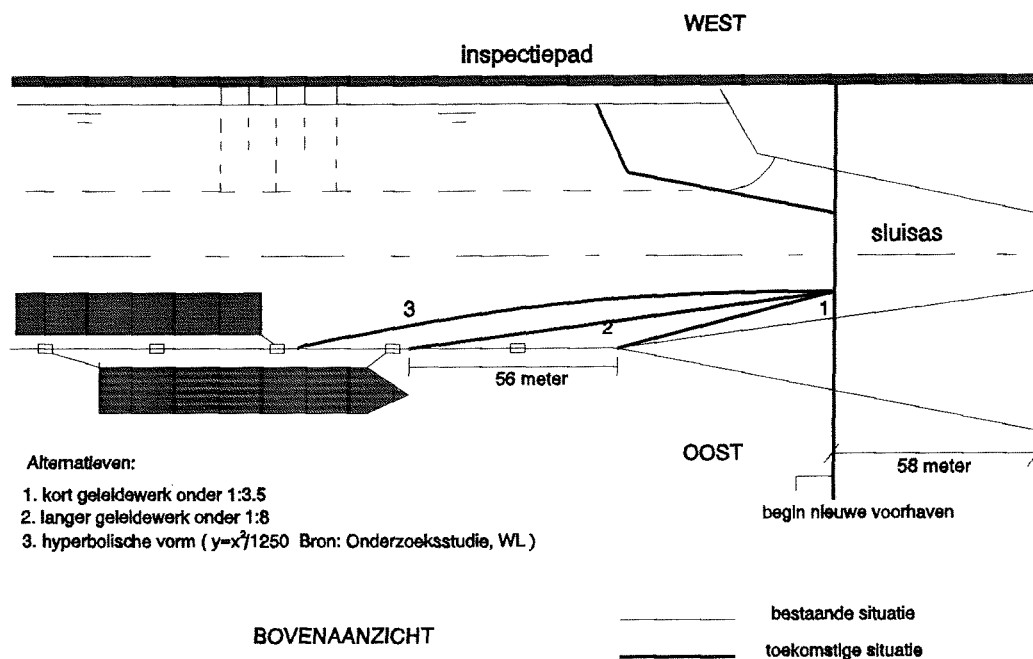 WEST
inspectiepad
sluisas
3
2
1
56 meter
OOST
58 meter
begin nieuwe voorhaven
Alternatieven:
1. kort geleidewerk onder 1:3.5
2. langer geleidewerk onder 1:8
3. hyperbolische vorm ( y=x²/1250 Bron: Onderzoeksstudie, WL )
BOVENAANZICHT
bestaande situatie
toekomstige situatie